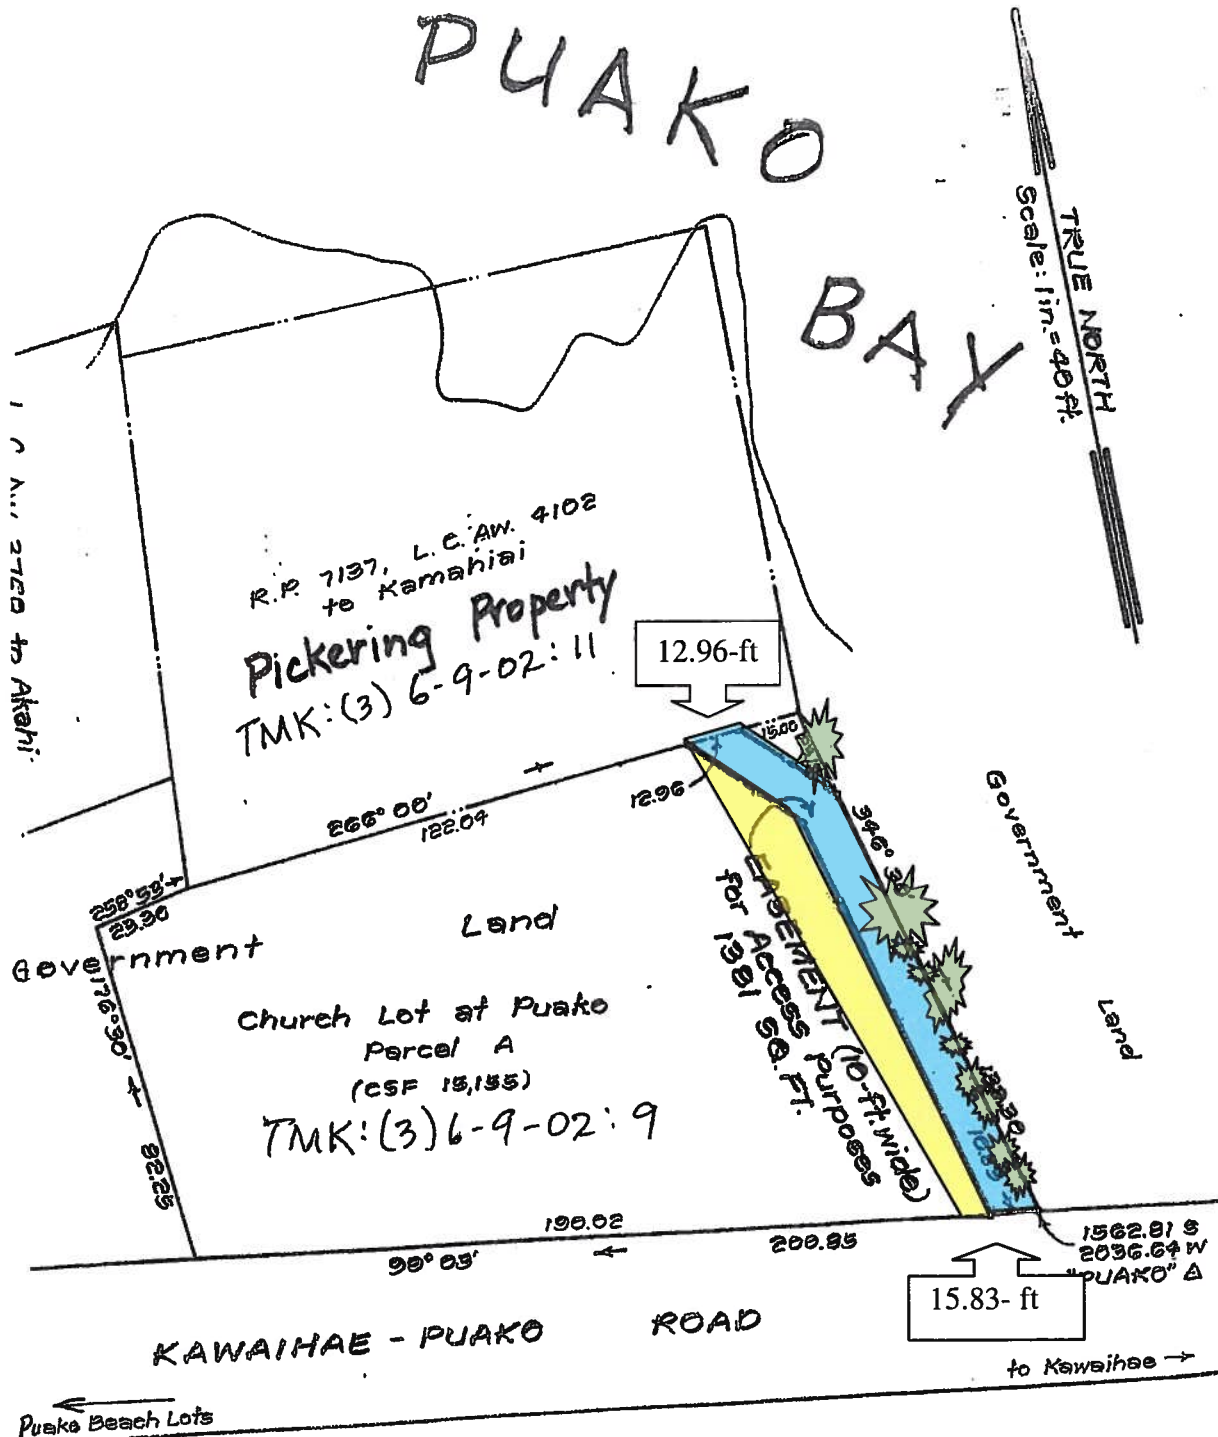 PUAKO
BAY
TRUE NORTH
Scale: 1in.=40ft.
R.P. 7137, L.C. Aw. 4102
to Kamahiai
Pickering Property
TMK: (3) 6-9-02: 11
to Akahi
12.96-ft
15.00
12.96
266° 00'
122.04
258° 53'
23.30
346°
Government
Land
Government Land
EASEMENT (10-ft. wide)
for Access purposes
1381 SQ. FT.
Church Lot at Puako
Parcel A
(CSF 15,155)
TMK: (3) 6-9-02: 9
176° 30'
92.25
190.02
90° 03'
200.85
10.83
1562.81 S
2036.64 W
"PUAKO" Δ
15.83- ft
KAWAIHAE - PUAKO ROAD
to Kawaihae →
Puako Beach Lots